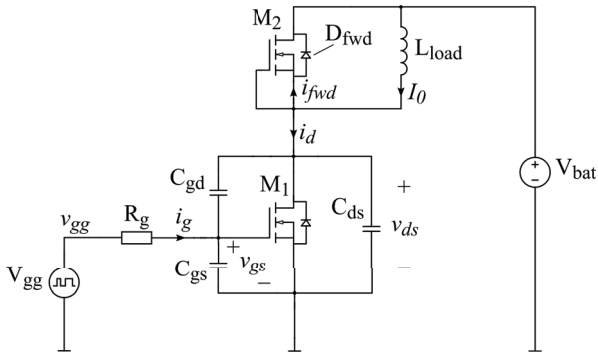 M2
Dfwd
Lload
ifwd
I0
id
Cgd
M1
Cds
+
vds
−
+
−
Vbat
vgg
Rg
ig
+
vgs
−
Cgs
Vgg